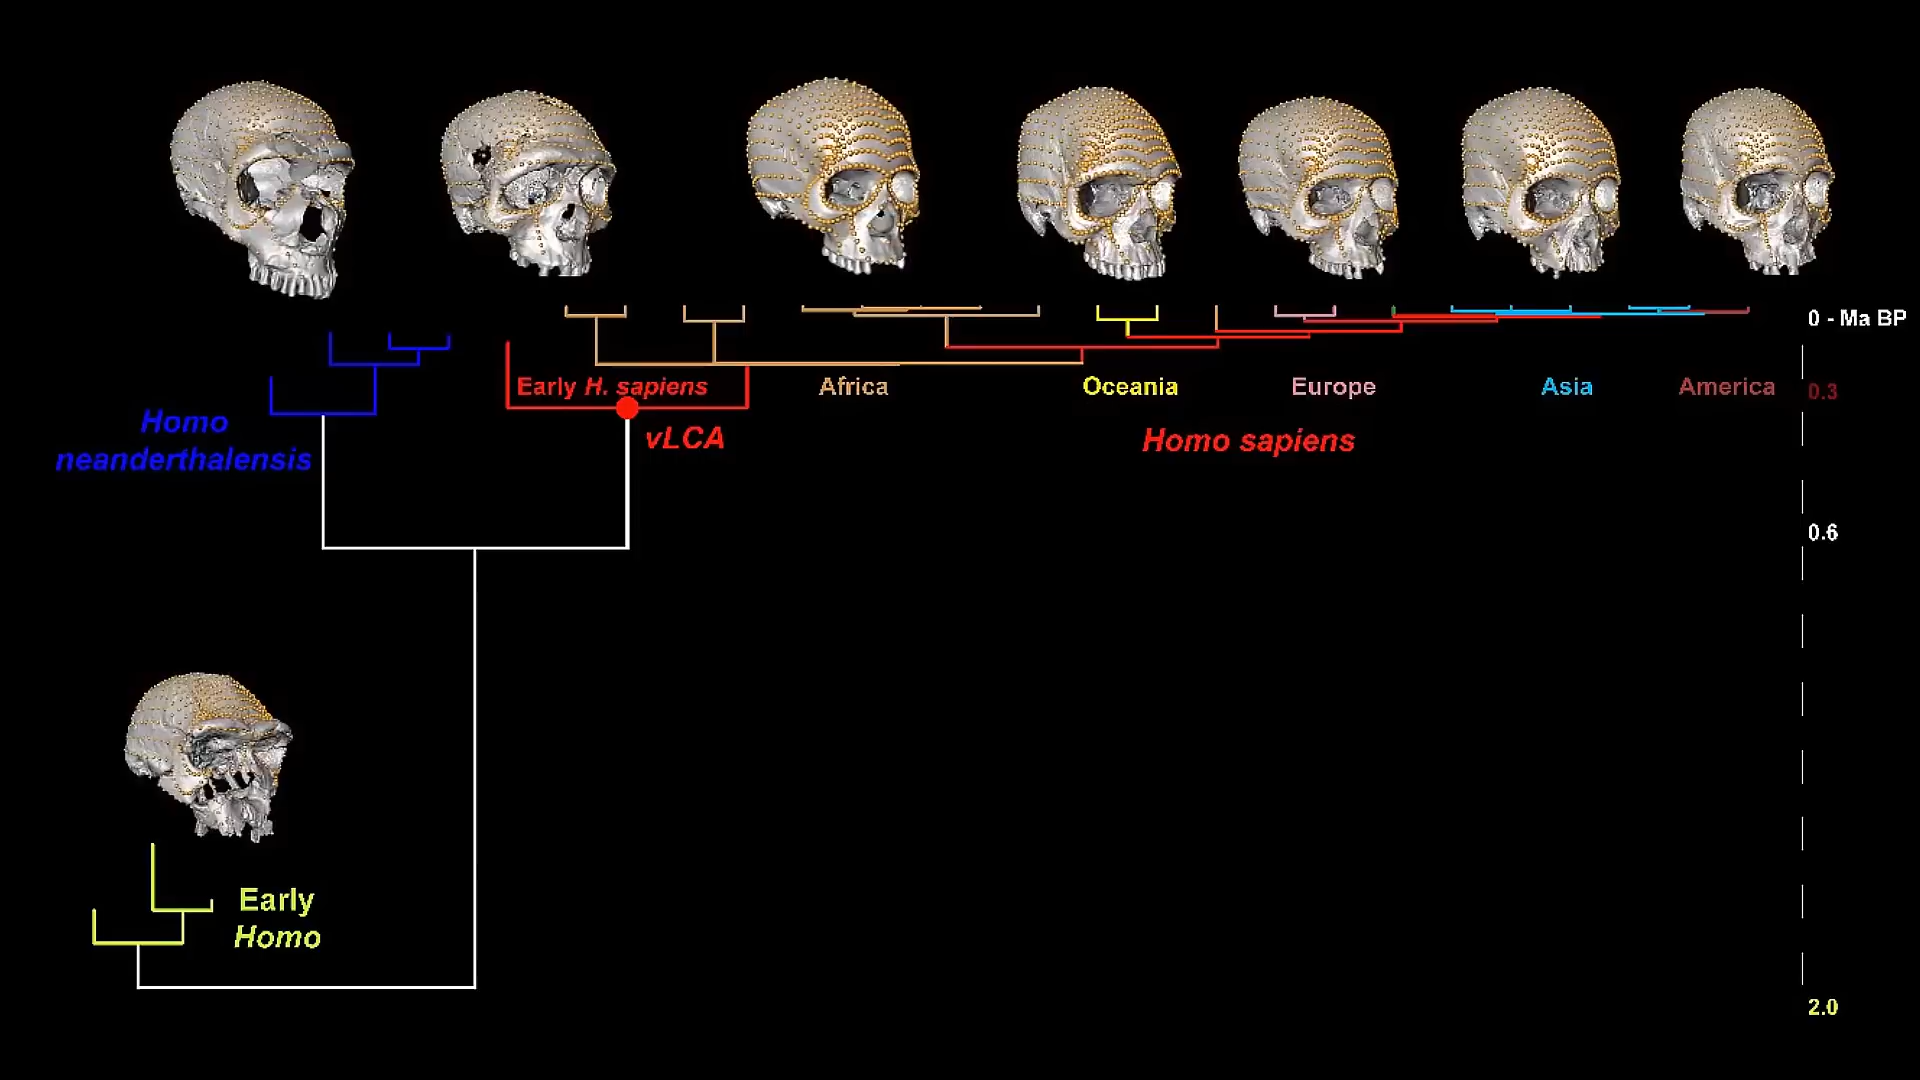 0 - Ma BP
Early H. sapiens
Africa
Oceania
Europe
Asia
America
0.3
Homo
neanderthalensis
vLCA
Homo sapiens
0.6
Early
Homo
2.0